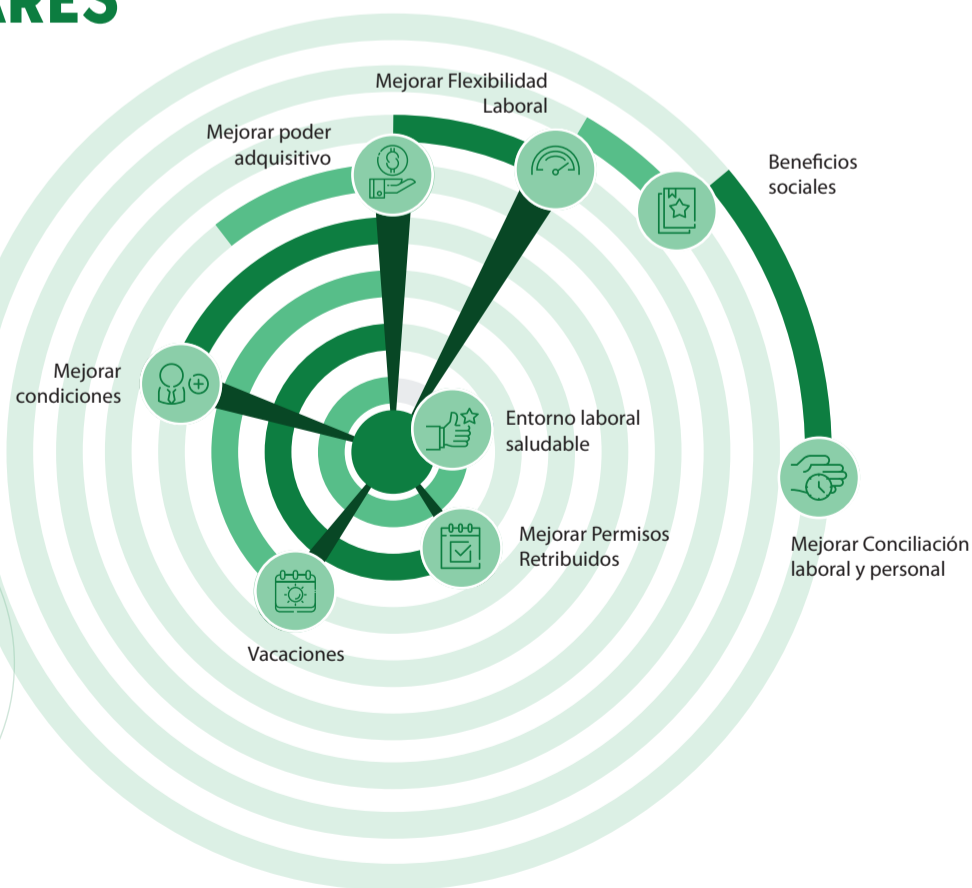 ARES
Mejorar Flexibilidad
Laboral
Mejorar poder
adquisitivo
Beneficios
sociales
Mejorar
condiciones
Entorno laboral
saludable
Mejorar Permisos
Retribuidos
Mejorar Conciliación
laboral y personal
Vacaciones